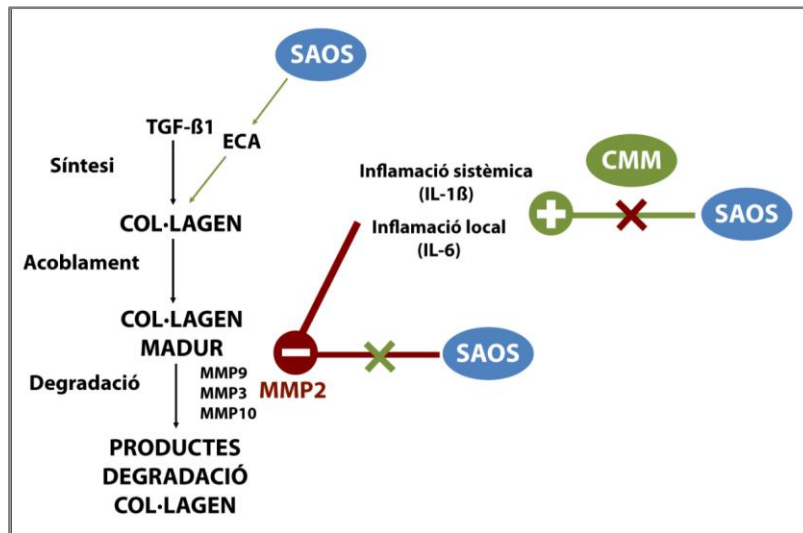 SAOS
TGF-ß1
ECA
Síntesi
CMM
Inflamació sistèmica
(IL-1ß)
COL·LAGEN
Inflamació local
(IL-6)
SAOS
Acoblament
COL·LAGEN
MADUR
SAOS
Degradació
MMP9
MMP3
MMP10
MMP2
PRODUCTES
DEGRADACIÓ
COL·LAGEN